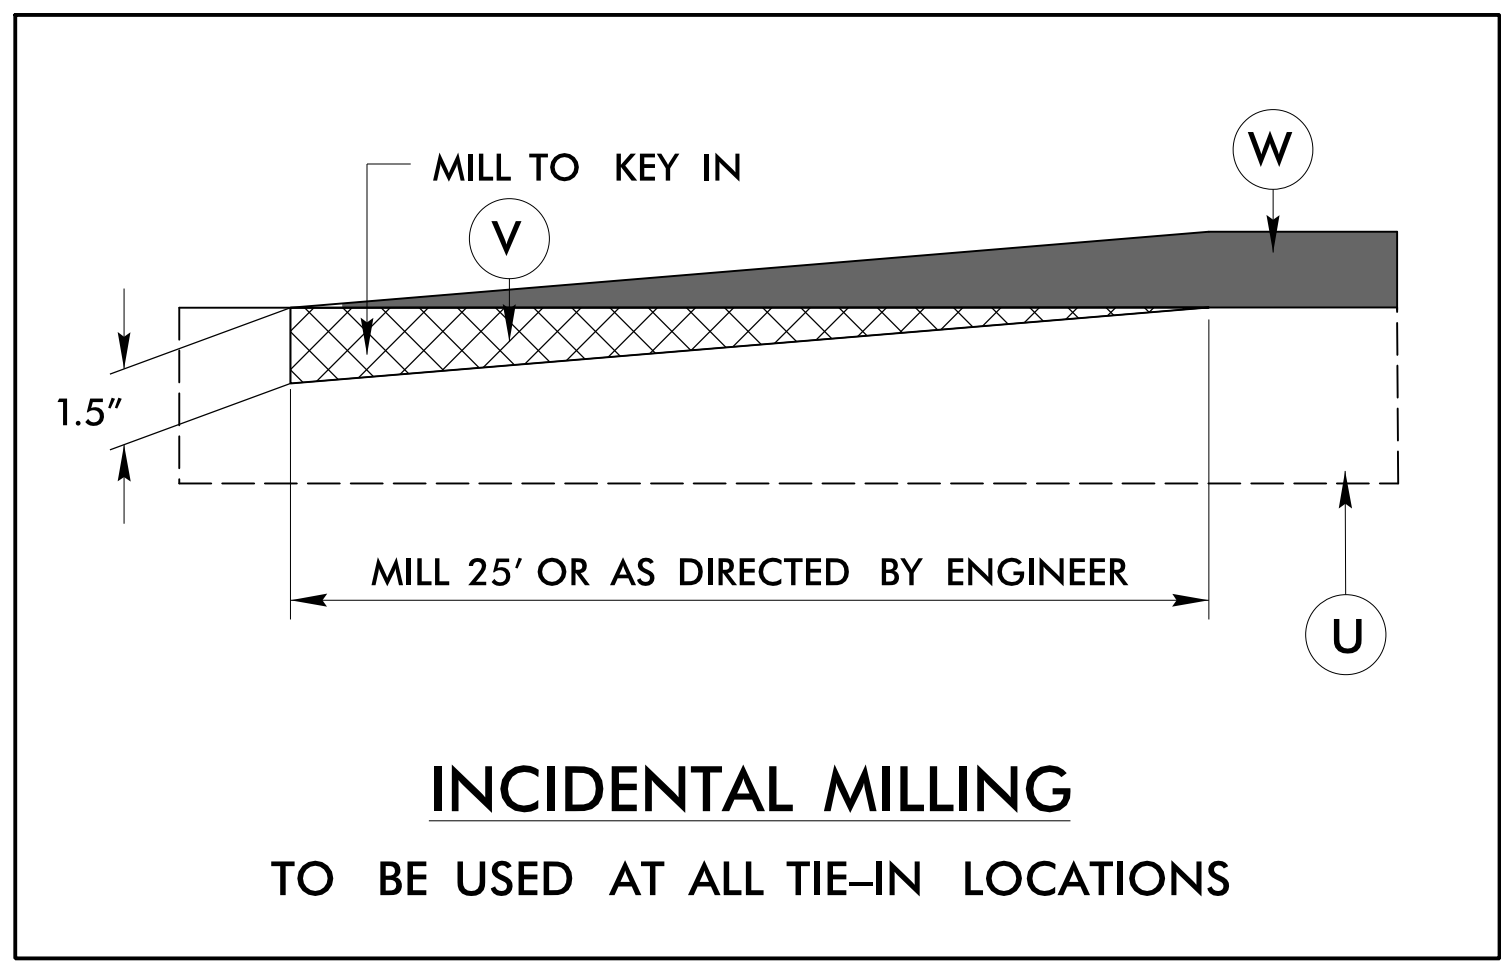 W
MILL TO KEY IN
V
1.5"
MILL 25' OR AS DIRECTED BY ENGINEER
U
INCIDENTAL MILLING
TO BE USED AT ALL TIE–IN LOCATIONS